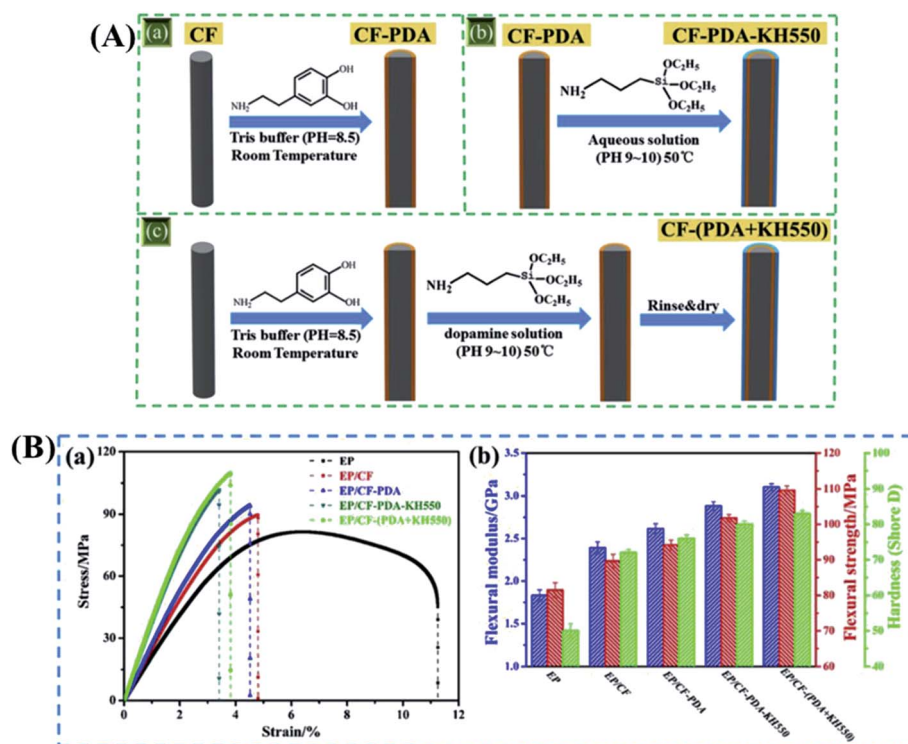 (A)
(a)
CF
CF-PDA
NH₂
OH
OH
Tris buffer (PH=8.5)
Room Temperature
(b)
CF-PDA
CF-PDA-KH550
NH₂
Si
OC₂H₅
OC₂H₅
OC₂H₅
Aqueous solution
(PH 9~10) 50℃
(c)
CF-(PDA+KH550)
NH₂
OH
OH
Tris buffer (PH=8.5)
Room Temperature
NH₂
Si
OC₂H₅
OC₂H₅
OC₂H₅
dopamine solution
(PH 9~10) 50℃
Rinse&dry
(B)
(a)
Stress/MPa
120
90
60
30
0
0 2 4 6 8 10 12
Strain/%
EP
EP/CF
EP/CF-PDA
EP/CF-PDA-KH550
EP/CF-(PDA+KH550)
(b)
Flexural modulus/GPa
3.5
3.0
2.5
2.0
1.5
1.0
EP
EP/CF
EP/CF-PDA
EP/CF-PDA-KH550
EP/CF-(PDA+KH550)
120
110
100
90
80
70
60
Flexural strength/MPa
100
90
80
70
60
50
40
Hardness (Shore D)